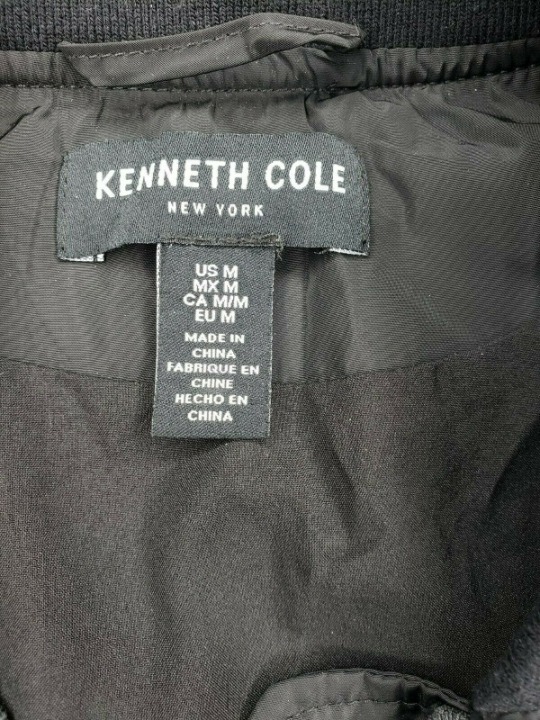 KENNETH COLE
NEW YORK
US M
MX M
CA M/M
EU M
MADE IN
CHINA
FABRIQUE EN
CHINE
HECHO EN
CHINA